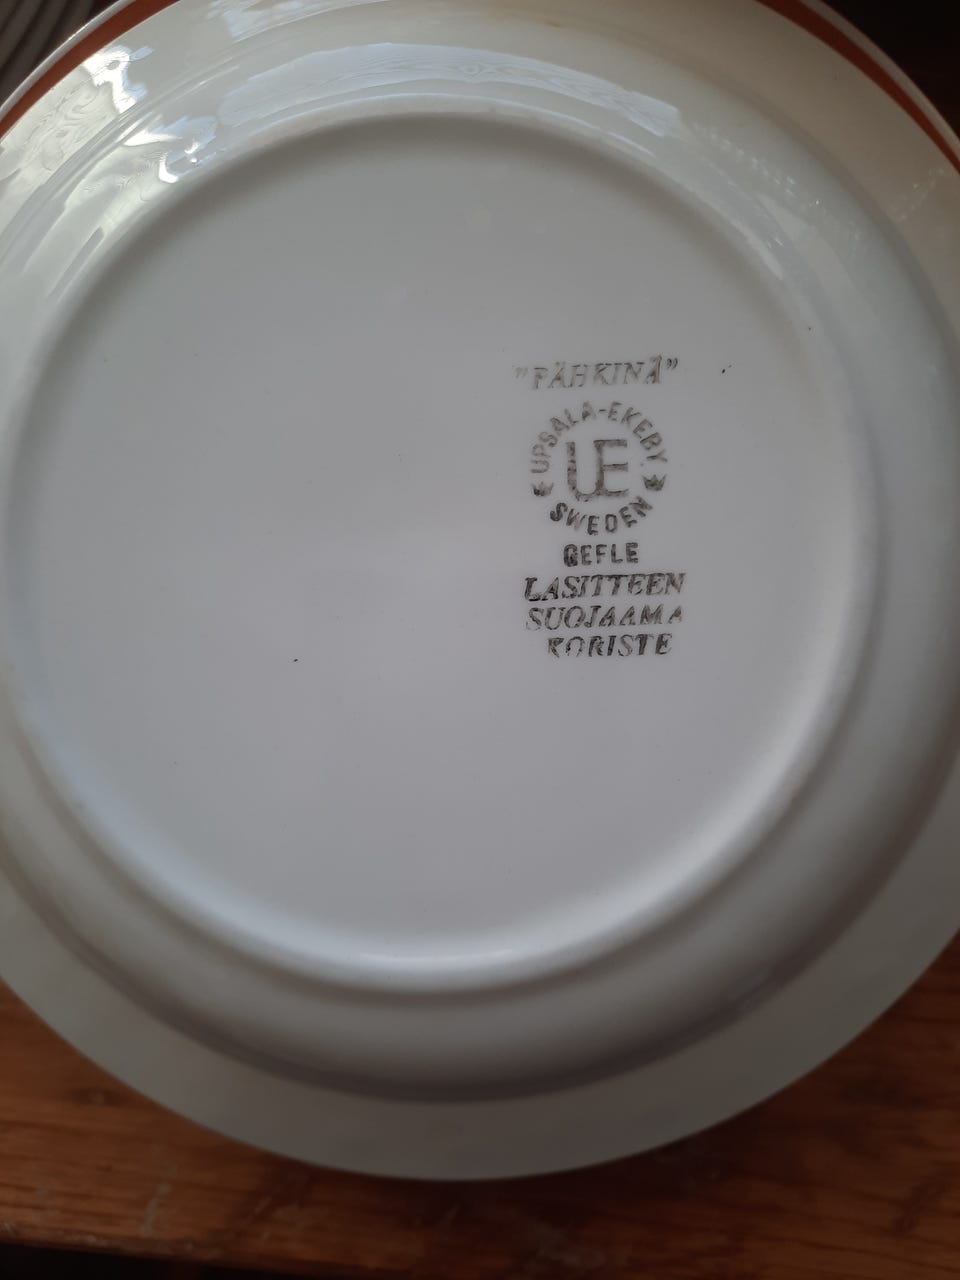 "PÄHKINÄ"
UPSALA-EKEBY
UE
SWEDEN
GEFLE
LASITTEEN
SUOJAAMA
KORISTE